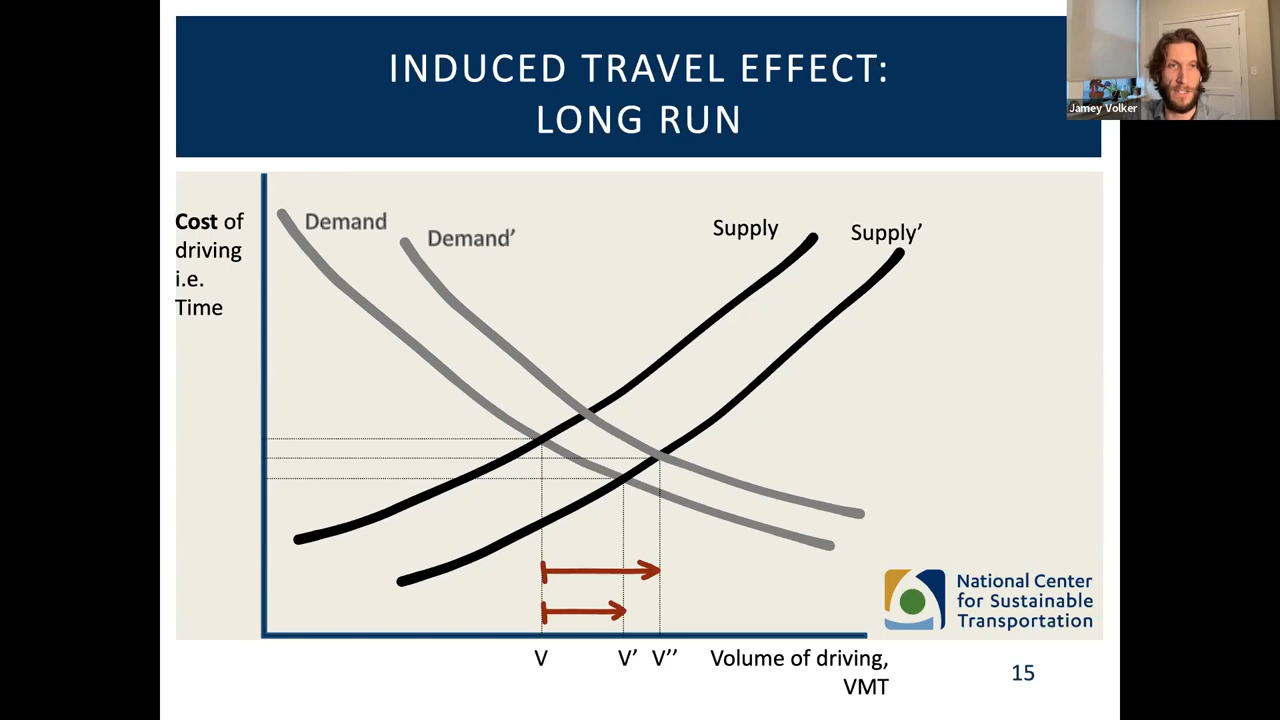 INDUCED TRAVEL EFFECT:
LONG RUN
Jamey Volker
Cost of
driving
i.e.
Time
Demand
Demand’
Supply
Supply’
National Center
for Sustainable
Transportation
V
V’
V’’
Volume of driving,
VMT
15